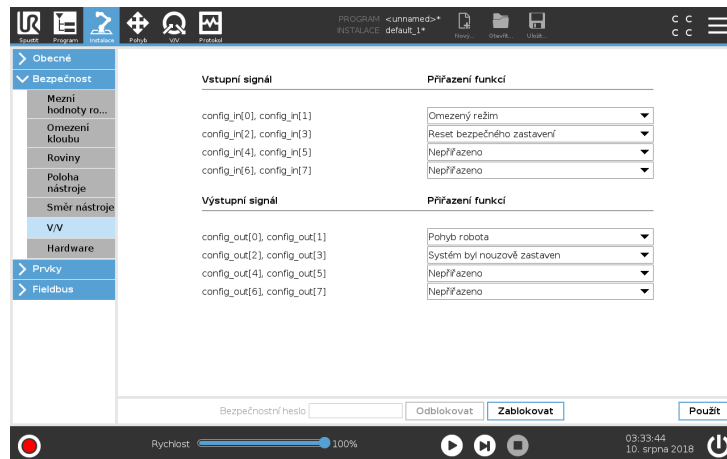 PROGRAM <unnamed>*
INSTALACE default_1*
Spustit Program Instalace Pohyb V/V Protokol Nový... Otevřít... Uložit...
C C
C C
Obecné
Bezpečnost
Mezní
hodnoty ro...
Omezení
kloubu
Roviny
Poloha
nástroje
Směr nástroje
V/V
Hardware
Prvky
Fieldbus
Vstupní signál Přiřazení funkcí
config_in[0], config_in[1] Omezený režim
config_in[2], config_in[3] Reset bezpečného zastavení
config_in[4], config_in[5] Nepřiřazeno
config_in[6], config_in[7] Nepřiřazeno
Výstupní signál Přiřazení funkcí
config_out[0], config_out[1] Pohyb robota
config_out[2], config_out[3] Systém byl nouzově zastaven
config_out[4], config_out[5] Nepřiřazeno
config_out[6], config_out[7] Nepřiřazeno
Bezpečnostní heslo Odblokovat Zablokovat Použít
Rychlost 100%
03:33:44
10. srpna 2018